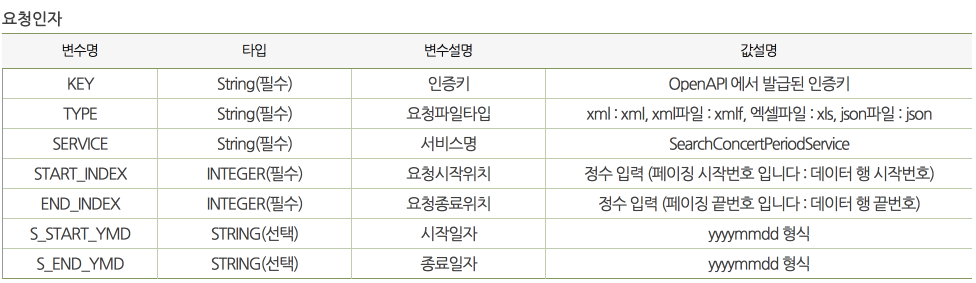 요청인자
변수명 타입 변수설명 값설명
KEY String(필수) 인증키 OpenAPI 에서 발급된 인증키
TYPE String(필수) 요청파일타입 xml : xml, xml파일 : xmlf, 엑셀파일 : xls, json파일 : json
SERVICE String(필수) 서비스명 SearchConcertPeriodService
START_INDEX INTEGER(필수) 요청시작위치 정수 입력 (페이징 시작번호 입니다 : 데이터 행 시작번호)
END_INDEX INTEGER(필수) 요청종료위치 정수 입력 (페이징 끝번호 입니다 : 데이터 행 끝번호)
S_START_YMD STRING(선택) 시작일자 yyyymmdd 형식
S_END_YMD STRING(선택) 종료일자 yyyymmdd 형식